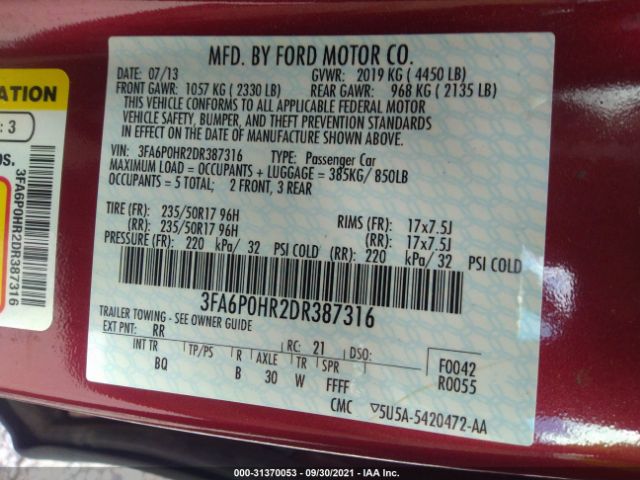 MFD. BY FORD MOTOR CO.
DATE: 07/13 GVWR: 2019 KG ( 4450 LB)
FRONT GAWR: 1057 KG ( 2330 LB) REAR GAWR: 968 KG ( 2135 LB)
THIS VEHICLE CONFORMS TO ALL APPLICABLE FEDERAL MOTOR
VEHICLE SAFETY, BUMPER, AND THEFT PREVENTION STANDARDS
IN EFFECT ON THE DATE OF MANUFACTURE SHOWN ABOVE.
VIN: 3FA6P0HR2DR387316 TYPE: Passenger Car
MAXIMUM LOAD = OCCUPANTS + LUGGAGE = 385KG/ 850LB
OCCUPANTS = 5 TOTAL; 2 FRONT, 3 REAR
TIRE (FR): 235/50R17 96H RIMS (FR): 17x7.5J
(RR): 235/50R17 96H (RR): 17x7.5J
PRESSURE (FR): 220 kPa/ 32 PSI COLD (RR): 220 kPa/ 32 PSI COLD
3FA6P0HR2DR387316
TRAILER TOWING - SEE OWNER GUIDE
EXT PNT: RR RC: 21 DSO:
INT TR TP/PS R AXLE TR SPR F0042
BQ B 30 W FFFF R0055
CMC ▽5U5A-5420472-AA
ATION
: 3
os.
3FA6P0HR2DR387316
000-31370053 - 09/30/2021 - IAA Inc.